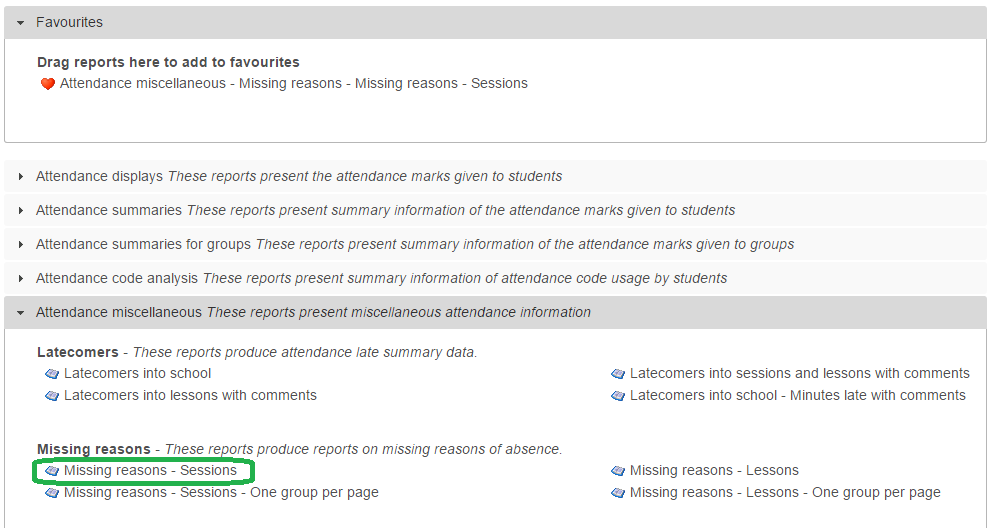 Favourites
Drag reports here to add to favourites
Attendance miscellaneous - Missing reasons - Missing reasons - Sessions
Attendance displays These reports present the attendance marks given to students
Attendance summaries These reports present summary information of the attendance marks given to students
Attendance summaries for groups These reports present summary information of the attendance marks given to groups
Attendance code analysis These reports present summary information of attendance code usage by students
Attendance miscellaneous These reports present miscellaneous attendance information
Latecomers - These reports produce attendance late summary data.
Latecomers into school
Latecomers into sessions and lessons with comments
Latecomers into lessons with comments
Latecomers into school - Minutes late with comments
Missing reasons - These reports produce reports on missing reasons of absence.
Missing reasons - Sessions
Missing reasons - Lessons
Missing reasons - Sessions - One group per page
Missing reasons - Lessons - One group per page